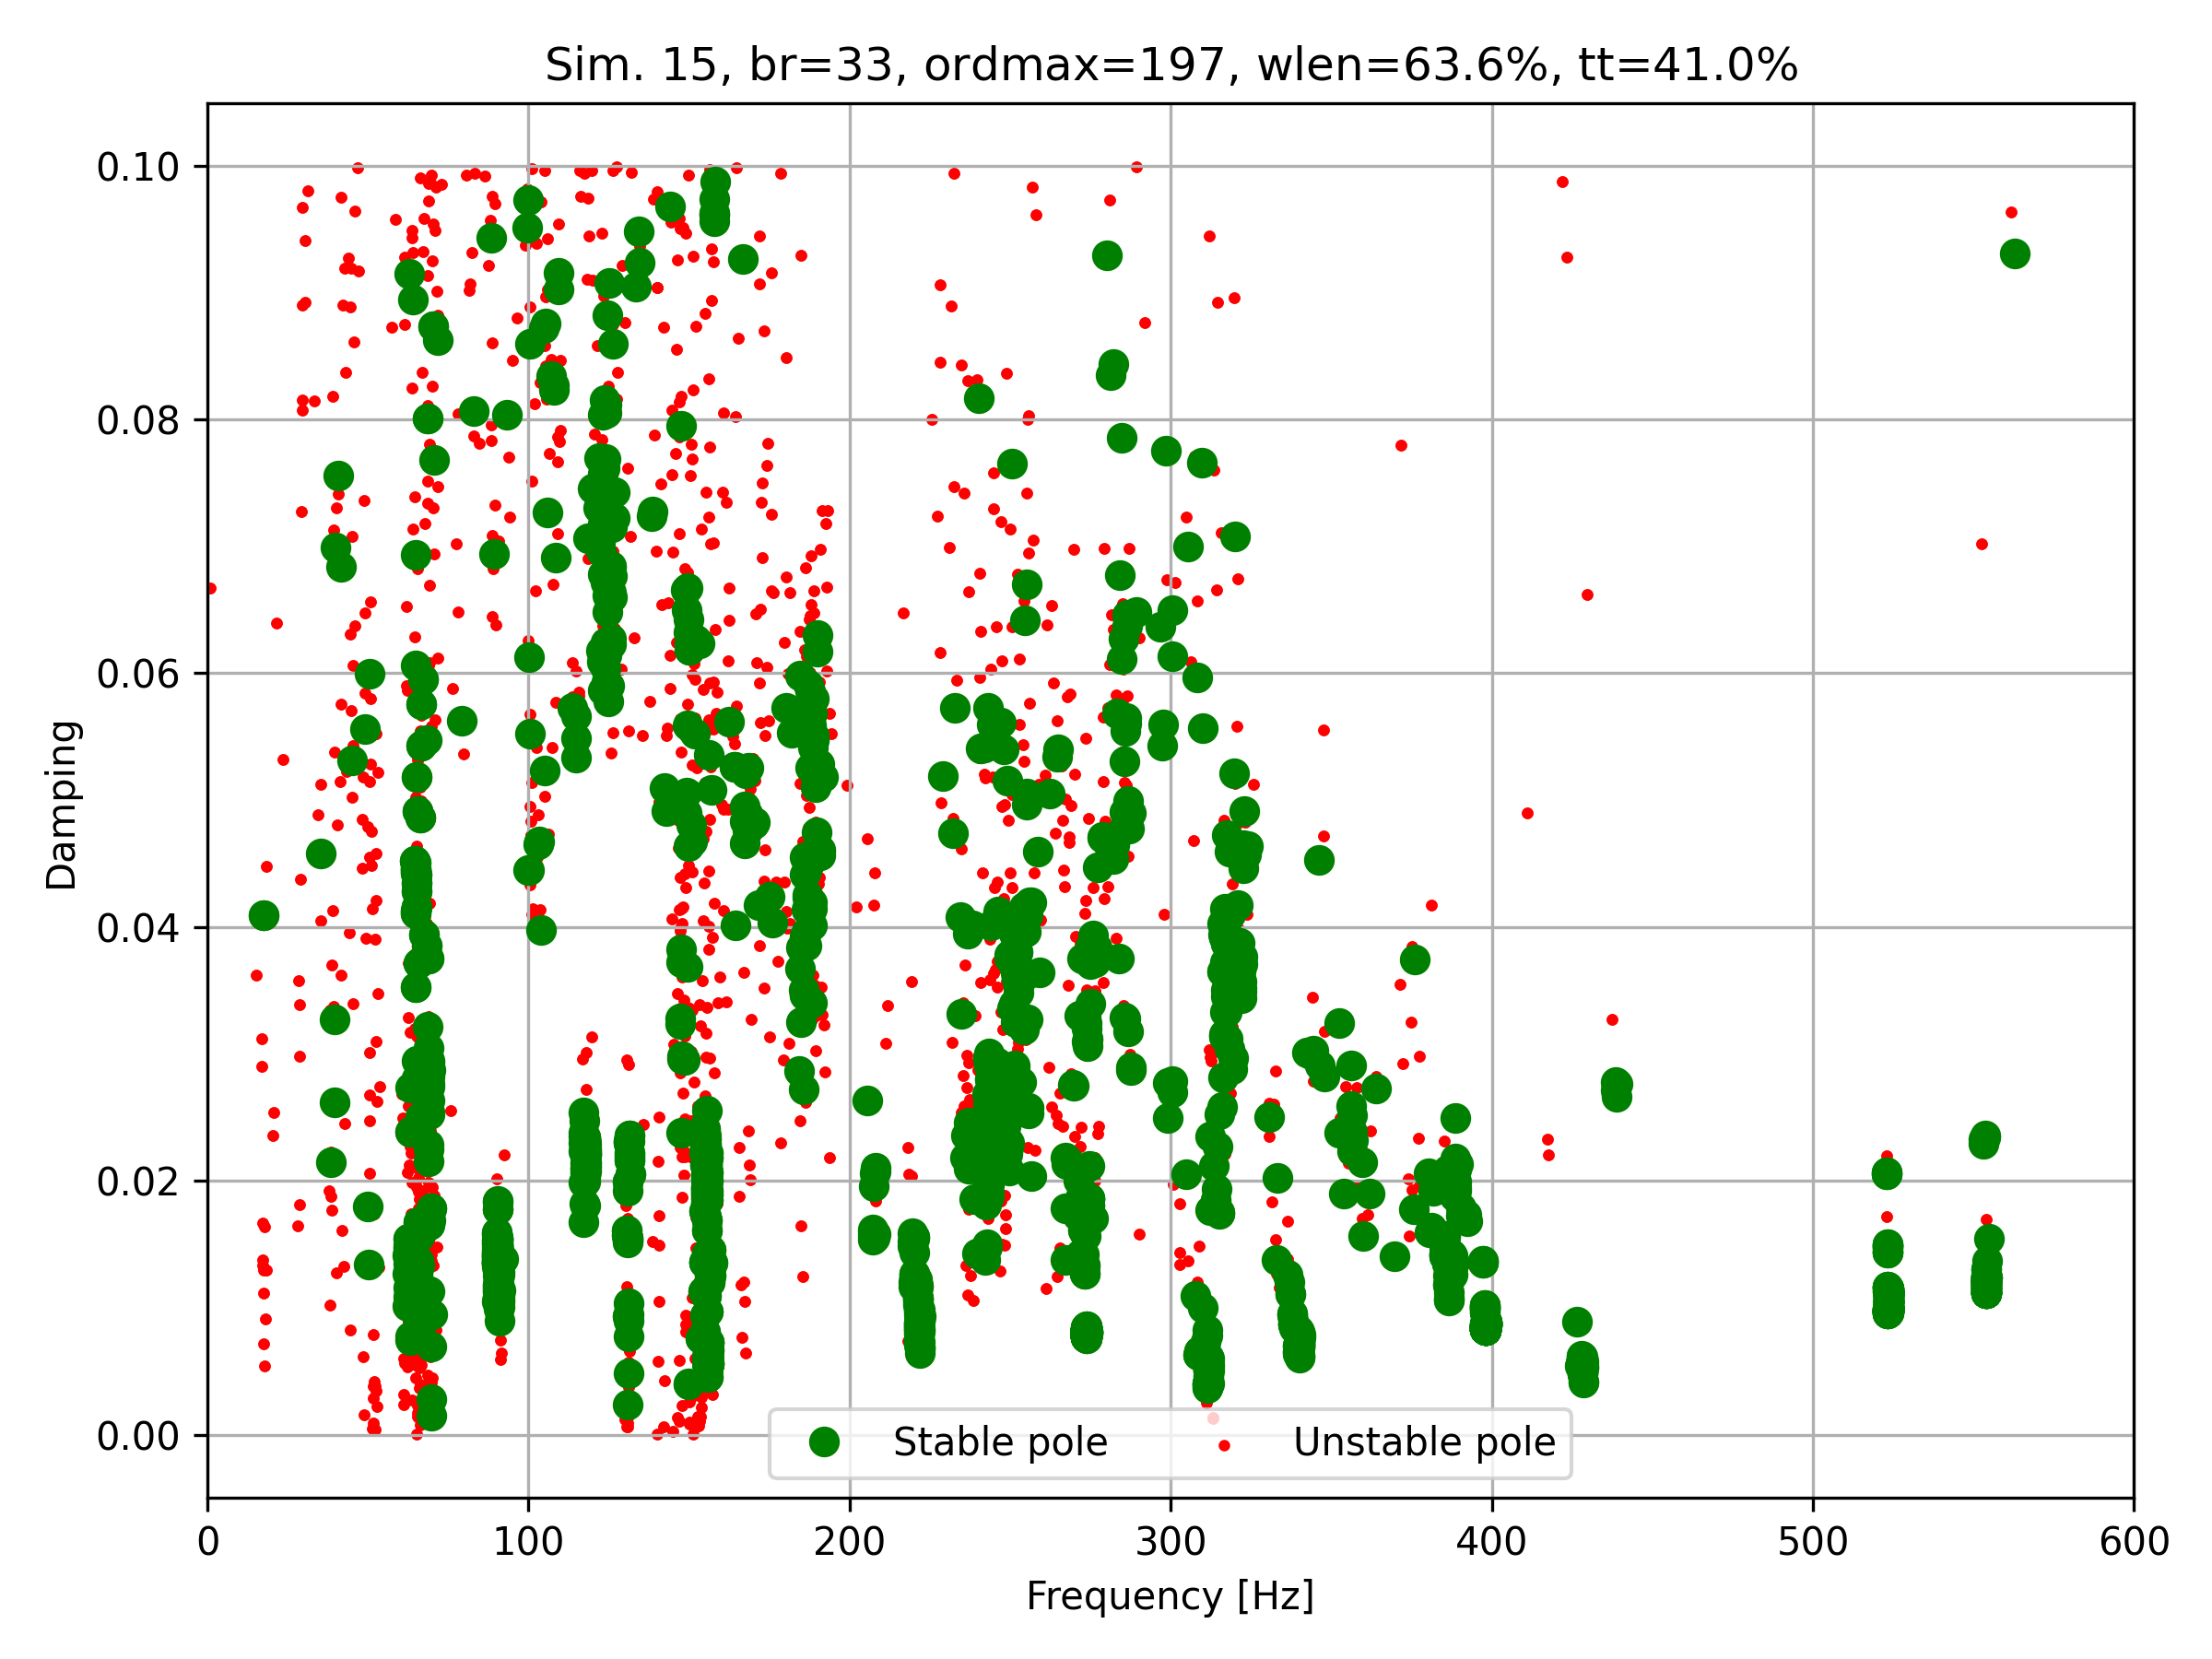 Sim. 15, br=33, ordmax=197, wlen=63.6%, tt=41.0%
0.10
0.08
0.06
0.04
0.02
0.00
Damping
Stable pole
Unstable pole
0
100
200
300
400
500
600
Frequency [Hz]